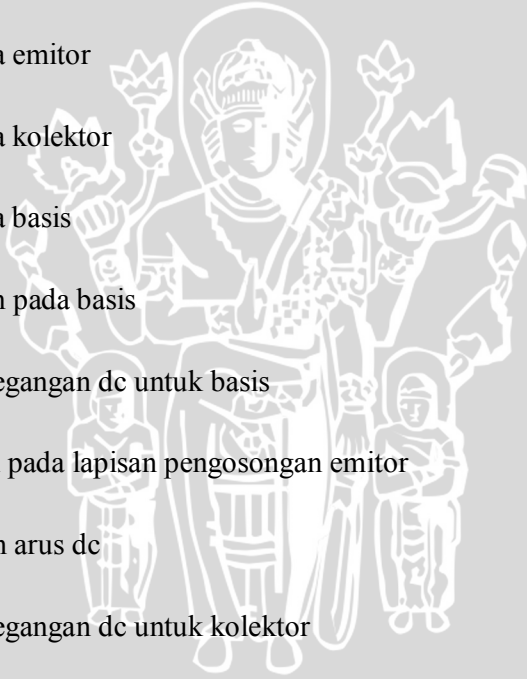 a emitor
a kolektor
a basis
n pada basis
egangan dc untuk basis
pada lapisan pengosongan emitor
n arus dc
egangan dc untuk kolektor